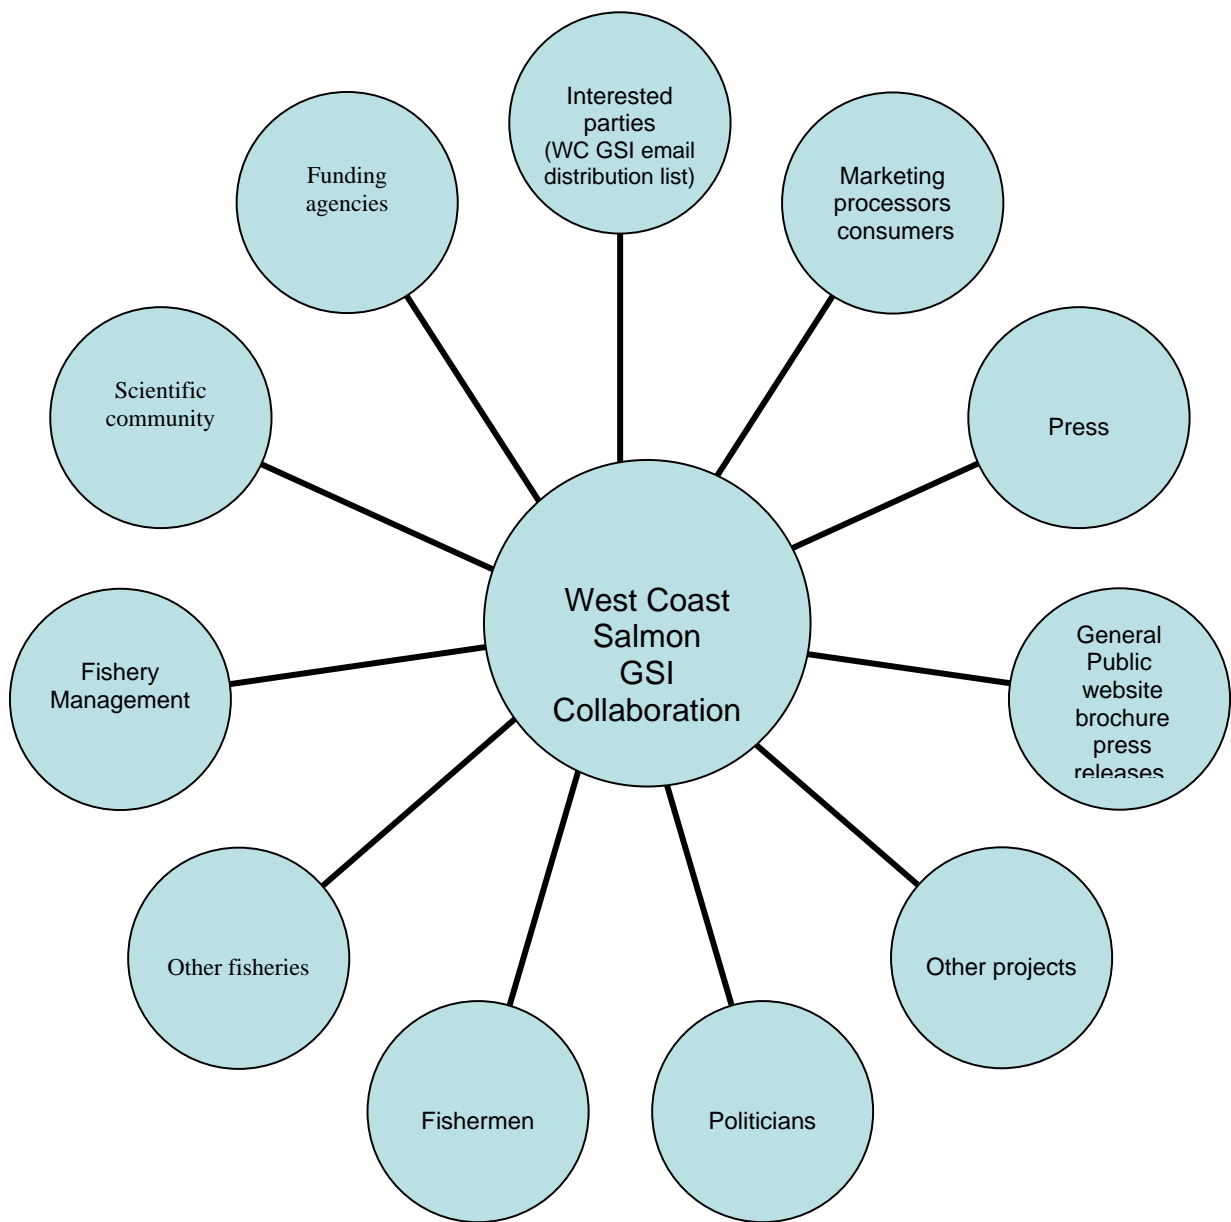 Interested
parties
(WC GSI email
distribution list)
Funding
agencies
Marketing
processors
consumers
Scientific
community
Press
West Coast
Salmon
GSI
Collaboration
General
Public
website
brochure
press
releases
Fishery
Management
Other fisheries
Other projects
Fishermen
Politicians